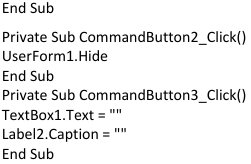 End Sub
Private Sub CommandButton2_Click()
UserForm1.Hide
End Sub
Private Sub CommandButton3_Click()
TextBox1.Text = ""
Label2.Caption = ""
End Sub